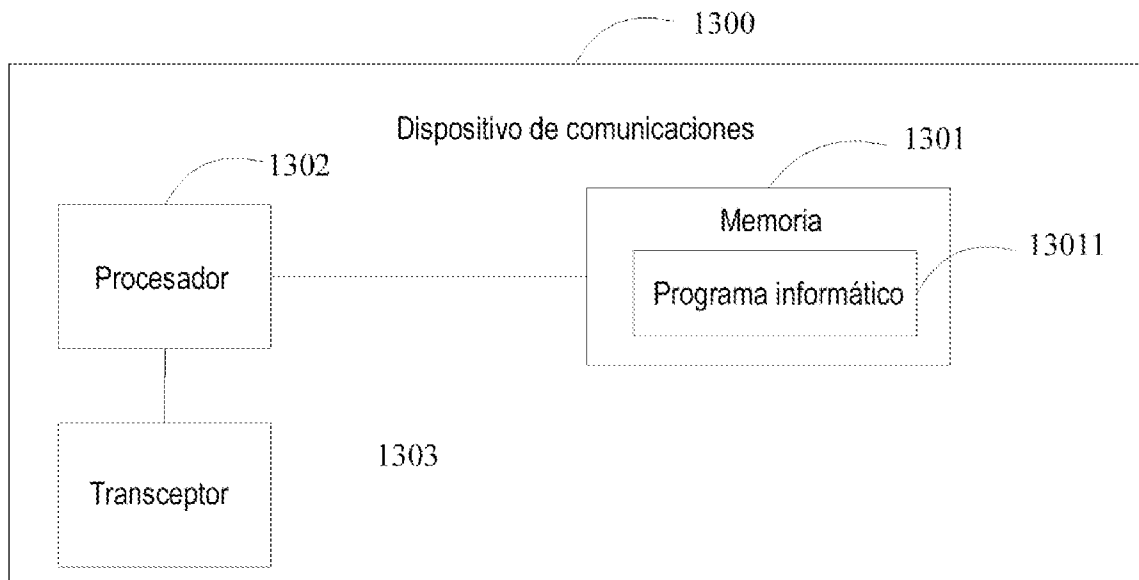 1300
Dispositivo de comunicaciones
1301
1302
Memoria
13011
Procesador
Programa informático
1303
Transceptor